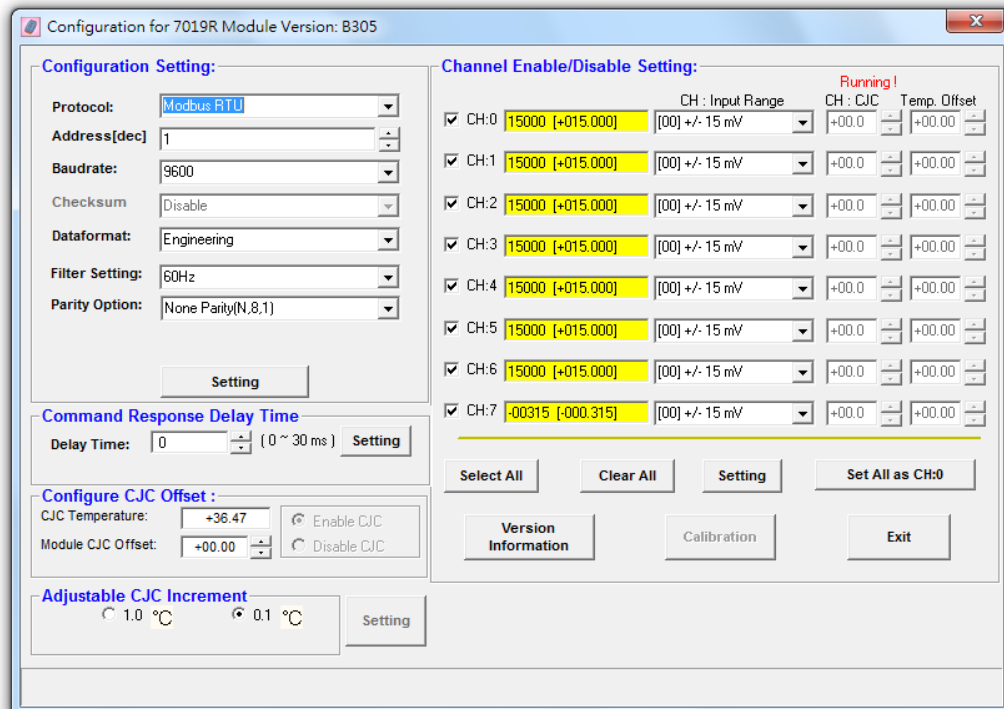 Configuration for 7019R Module Version: B305
Configuration Setting:
Protocol: Modbus RTU
Address[dec] 1
Baudrate: 9600
Checksum Disable
Dataformat: Engineering
Filter Setting: 60Hz
Parity Option: None Parity(N,8,1)
Setting
Command Response Delay Time
Delay Time: 0 ( 0 ~ 30 ms ) Setting
Configure CJC Offset :
CJC Temperature: +36.47
Enable CJC
Module CJC Offset: +00.00
Disable CJC
Adjustable CJC Increment
1.0 °C 0.1 °C
Setting
Channel Enable/Disable Setting:
Running !
CH : Input Range CH : CJC Temp. Offset
CH:0 15000 [+015.000] [00] +/- 15 mV +00.0 +00.00
CH:1 15000 [+015.000] [00] +/- 15 mV +00.0 +00.00
CH:2 15000 [+015.000] [00] +/- 15 mV +00.0 +00.00
CH:3 15000 [+015.000] [00] +/- 15 mV +00.0 +00.00
CH:4 15000 [+015.000] [00] +/- 15 mV +00.0 +00.00
CH:5 15000 [+015.000] [00] +/- 15 mV +00.0 +00.00
CH:6 15000 [+015.000] [00] +/- 15 mV +00.0 +00.00
CH:7 -00315 [-000.315] [00] +/- 15 mV +00.0 +00.00
Select All Clear All Setting Set All as CH:0
Version Information Calibration Exit